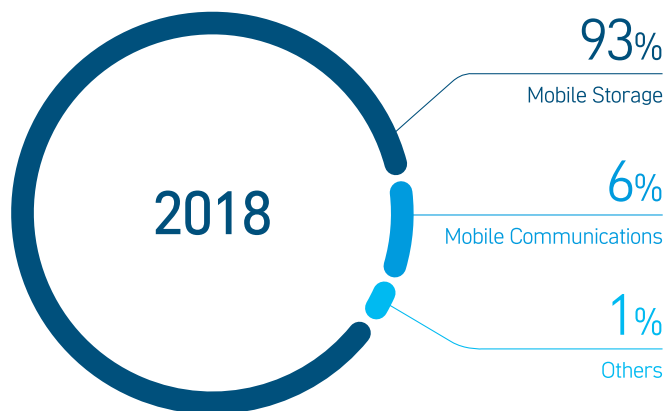 2018
93%
Mobile Storage
6%
Mobile Communications
1%
Others